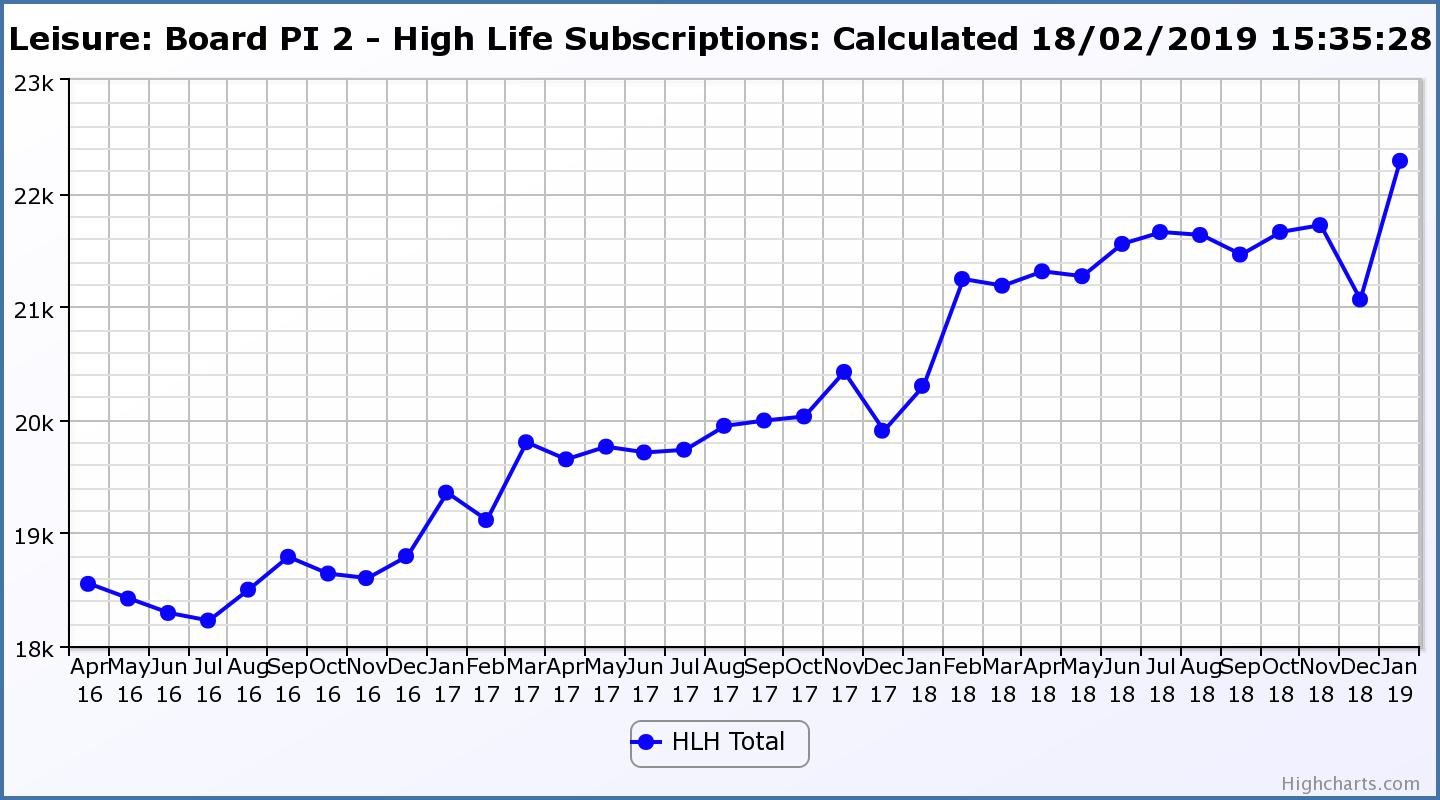 Leisure: Board PI 2 - High Life Subscriptions: Calculated 18/02/2019 15:35:28
23k
22k
21k
20k
19k
18k
Apr May Jun Jul Aug Sep Oct Nov Dec Jan Feb Mar Apr May Jun Jul Aug Sep Oct Nov Dec Jan Feb Mar Apr May Jun Jul Aug Sep Oct Nov Dec Jan
16 16 16 16 16 16 16 16 16 17 17 17 17 17 17 17 17 17 17 17 17 18 18 18 18 18 18 18 18 18 18 18 18 19
HLH Total
Highcharts.com